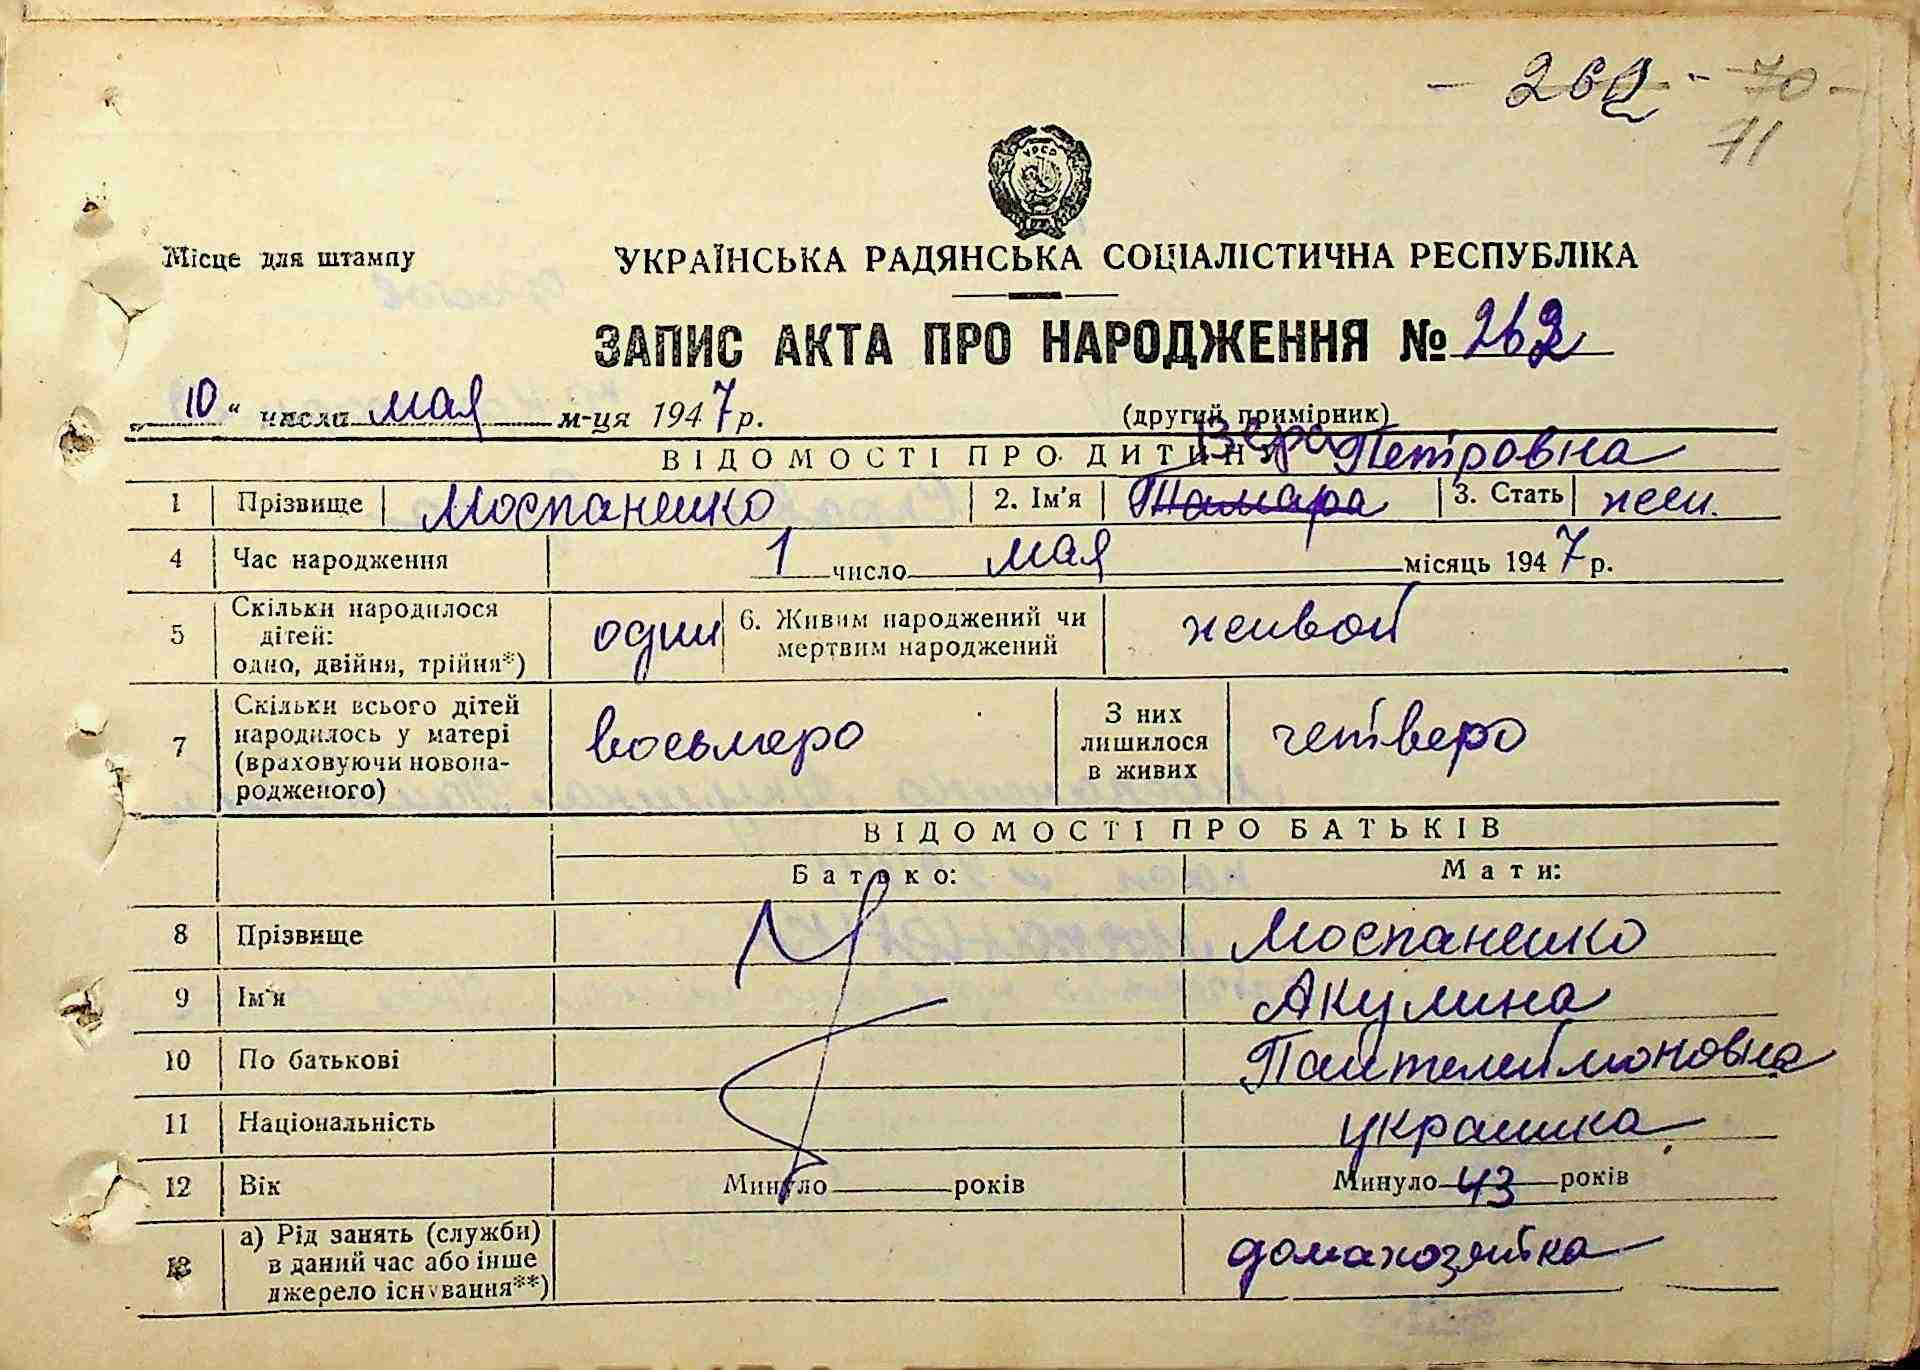 - 262 - 70 -
71
УРСР
Місце для штампу
УКРАЇНСЬКА РАДЯНСЬКА СОЦІАЛІСТИЧНА РЕСПУБЛІКА
ЗАПИС АКТА ПРО НАРОДЖЕННЯ № 262
„10“ числа мая м-ця 1947 р.
(другий примірник)
ВІДОМОСТІ ПРО ДИТИНУ
Вера Петровна
1 Прізвище Моспаненко 2. Ім'я Тамара 3. Стать жен.
4 Час народження 1 число мая місяць 1947 р.
5 Скільки народилося дітей: одно, двійня, трійня*) один 6. Живим народжений чи мертвим народжений живой
7 Скільки всього дітей народилось у матері (враховуючи новонародженого) восьмеро З них лишилося в живих четверо
ВІДОМОСТІ ПРО БАТЬКІВ
Батько: Мати:
8 Прізвище Моспаненко
9 Ім'я Акулина
10 По батькові Пантелеймоновна
11 Національність украинка
12 Вік Минуло років Минуло 43 років
13 а) Рід занять (служби) в даний час або інше джерело існування**) домахозяйка